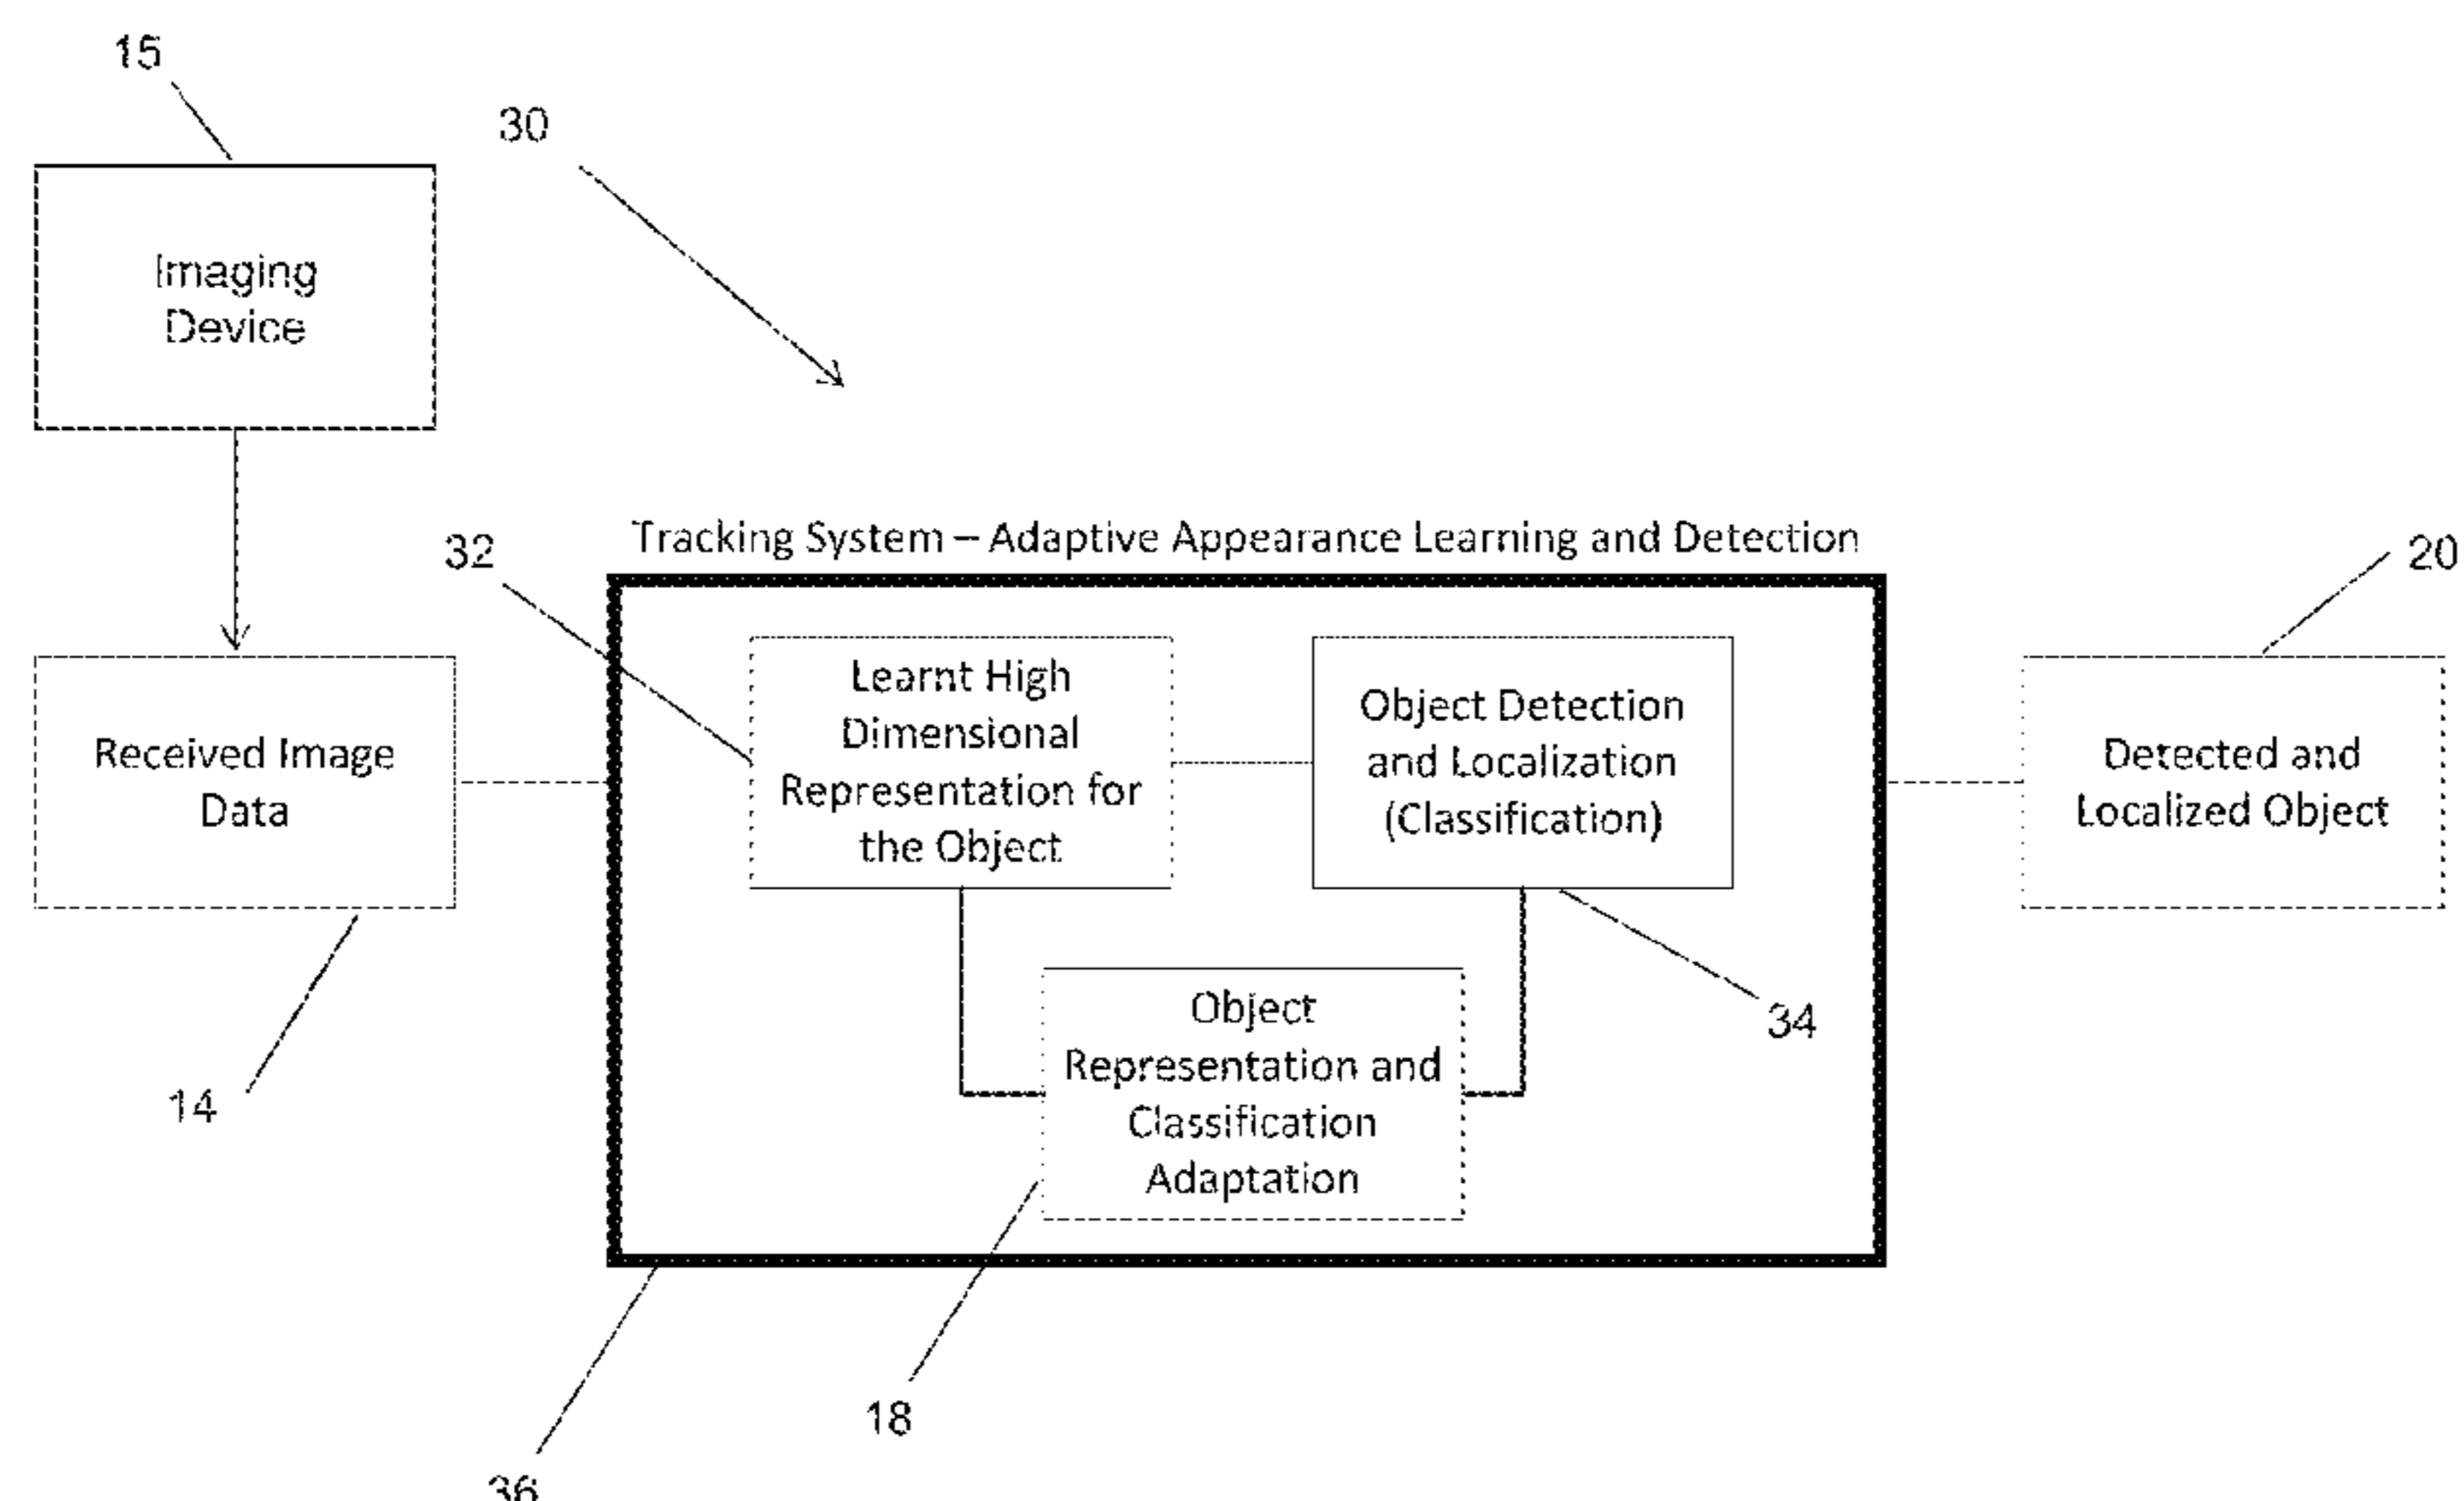 15
30
Imaging
Device
Tracking System – Adaptive Appearance Learning and Detection
32
20
Learnt High
Dimensional
Representation for
the Object
Object Detection
and Localization
(Classification)
Received Image
Data
Detected and
Localized Object
34
Object
Representation and
Classification
Adaptation
14
18
36